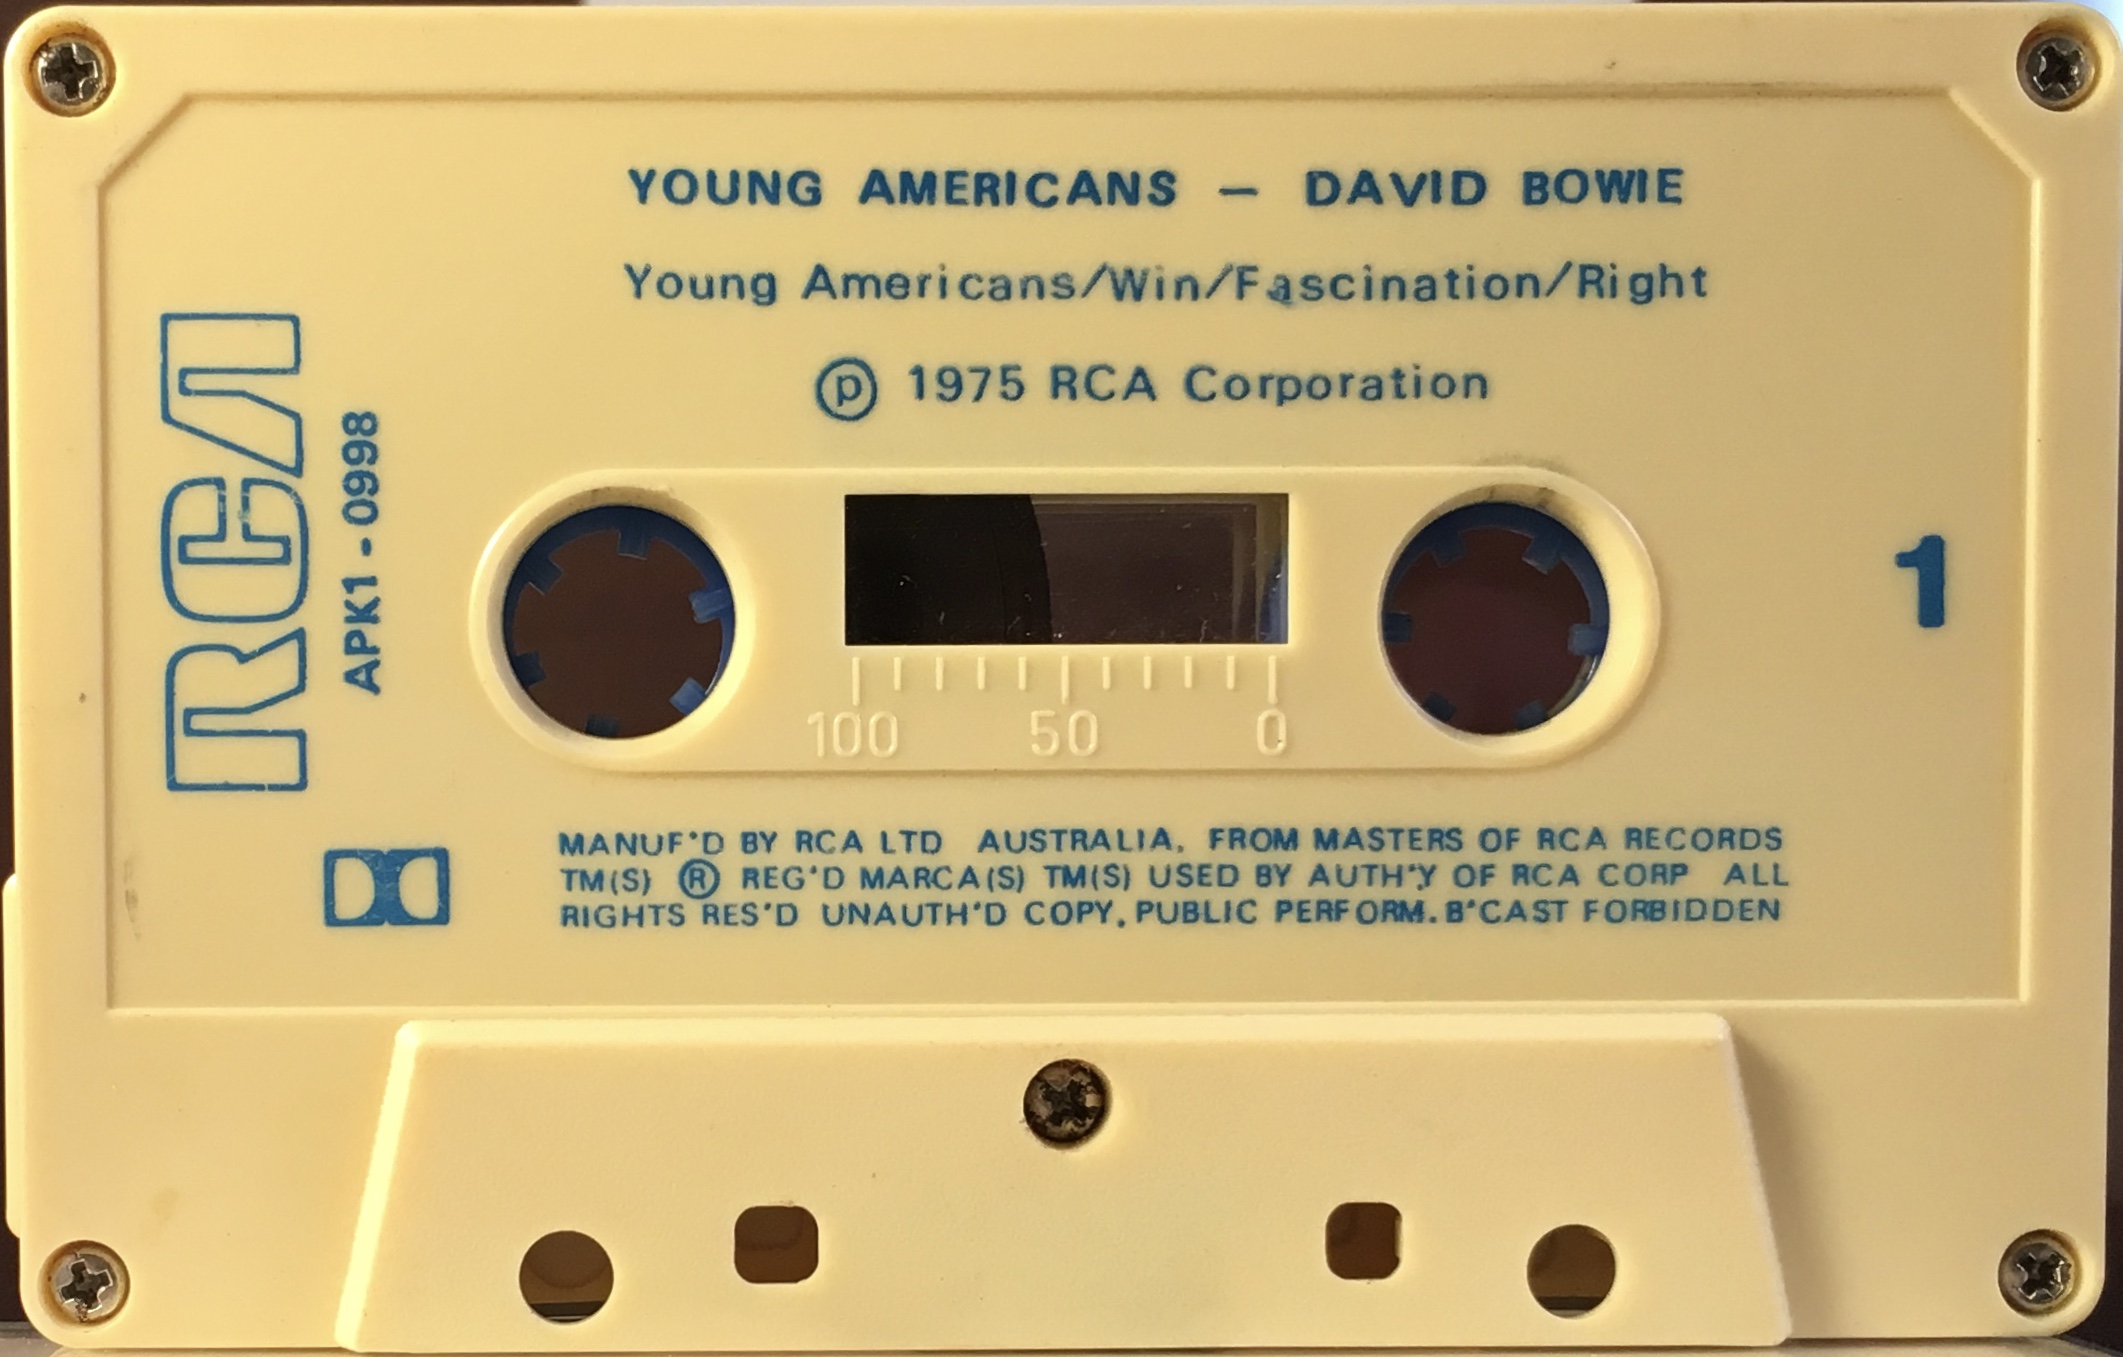 YOUNG AMERICANS — DAVID BOWIE
Young Americans/Win/Fascination/Right
Ⓟ 1975 RCA Corporation
RCA
APK1-0998
1
100 50 0
MANUF'D BY RCA LTD AUSTRALIA. FROM MASTERS OF RCA RECORDS
TM(S) ® REG'D MARCA(S) TM(S) USED BY AUTH'Y OF RCA CORP ALL
RIGHTS RES'D UNAUTH'D COPY. PUBLIC PERFORM. B'CAST FORBIDDEN